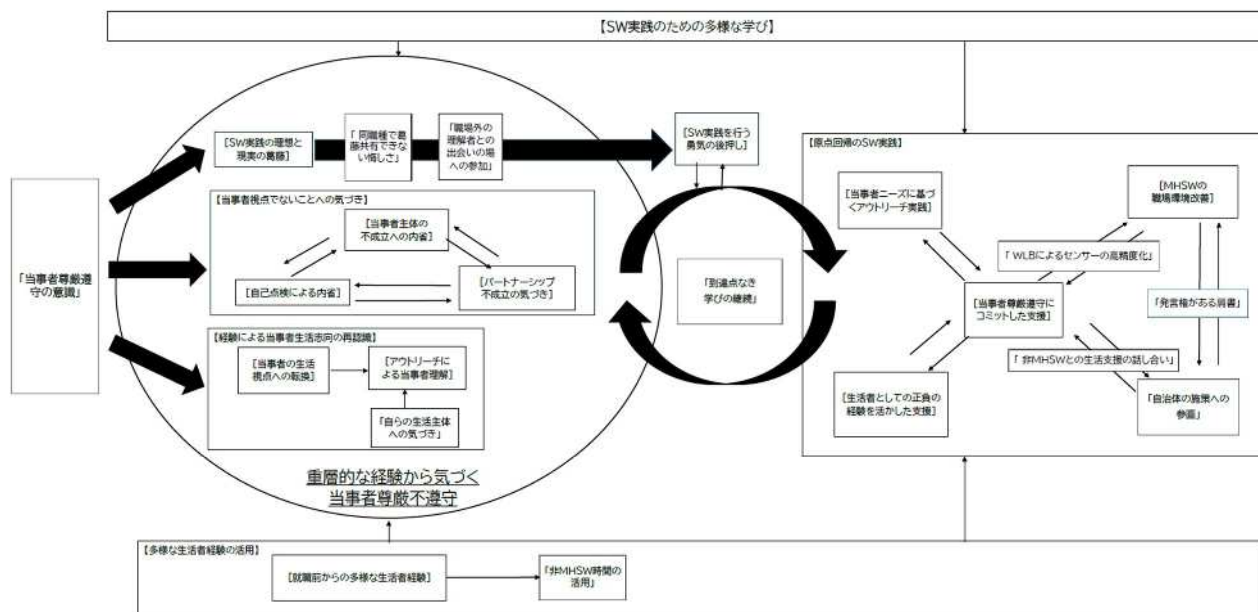 【SW実践のための多様な学び】
「当事者尊厳遵
守の意識」
[SW実践の理想と
現実の葛藤]
「 同職種で葛
藤共有できな
い悔しさ」
「職場外の
理解者との
出会いの場
への参加」
[SW実践を行う
勇気の後押し]
【当事者視点でないことへの気づき】
[当事者主体の
不成立への内省]
[自己点検による内省]
[パートナーシップ
不成立の気づき]
【経験による当事者生活志向の再認識】
[当事者の生活
視点への転換]
[アウトリーチに
よる当事者理解]
「自らの生活主体
への気づき」
重層的な経験から気づく
当事者尊厳不遵守
「到達点なき
学びの継続」
【原点回帰のSW実践】
[当事者ニーズに基づ
くアウトリーチ実践]
[MHSWの
職場環境改善]
「 WLBによるセンサーの高精度化」
[当事者尊厳遵守に
コミットした支援]
「発言権がある肩書」
「 非MHSWとの生活支援の話し合い」
[生活者としての正負の
経験を活かした支援]
「自治体の施策への
参画」
【多様な生活者経験の活用】
[就職前からの多様な生活者経験]
「非MHSW時間の
活用」